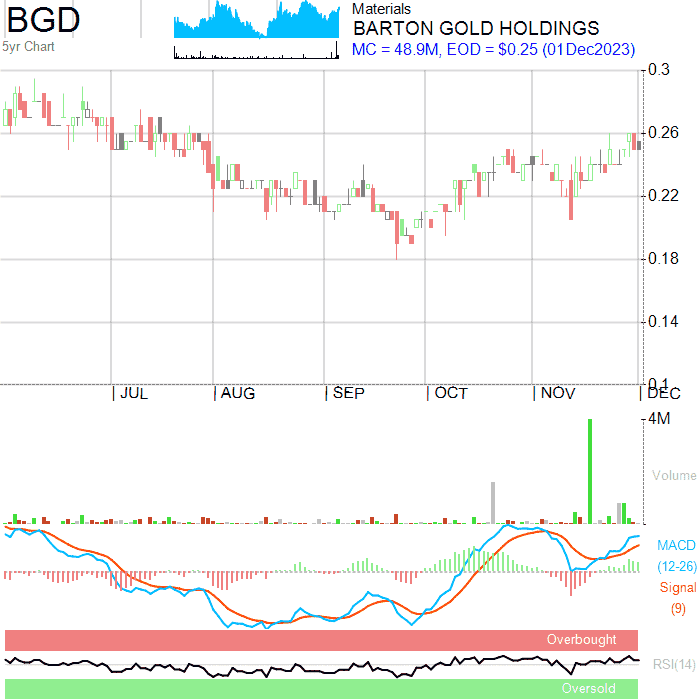 BGD
5yr Chart
Materials
BARTON GOLD HOLDINGS
MC = 48.9M, EOD = $0.25 (01Dec2023)
0.3
0.26
0.22
0.18
0.14
0.1
JUL AUG SEP OCT NOV DEC
4M
Volume
MACD
(12-26)
Signal
(9)
Overbought
RSI(14)
Oversold